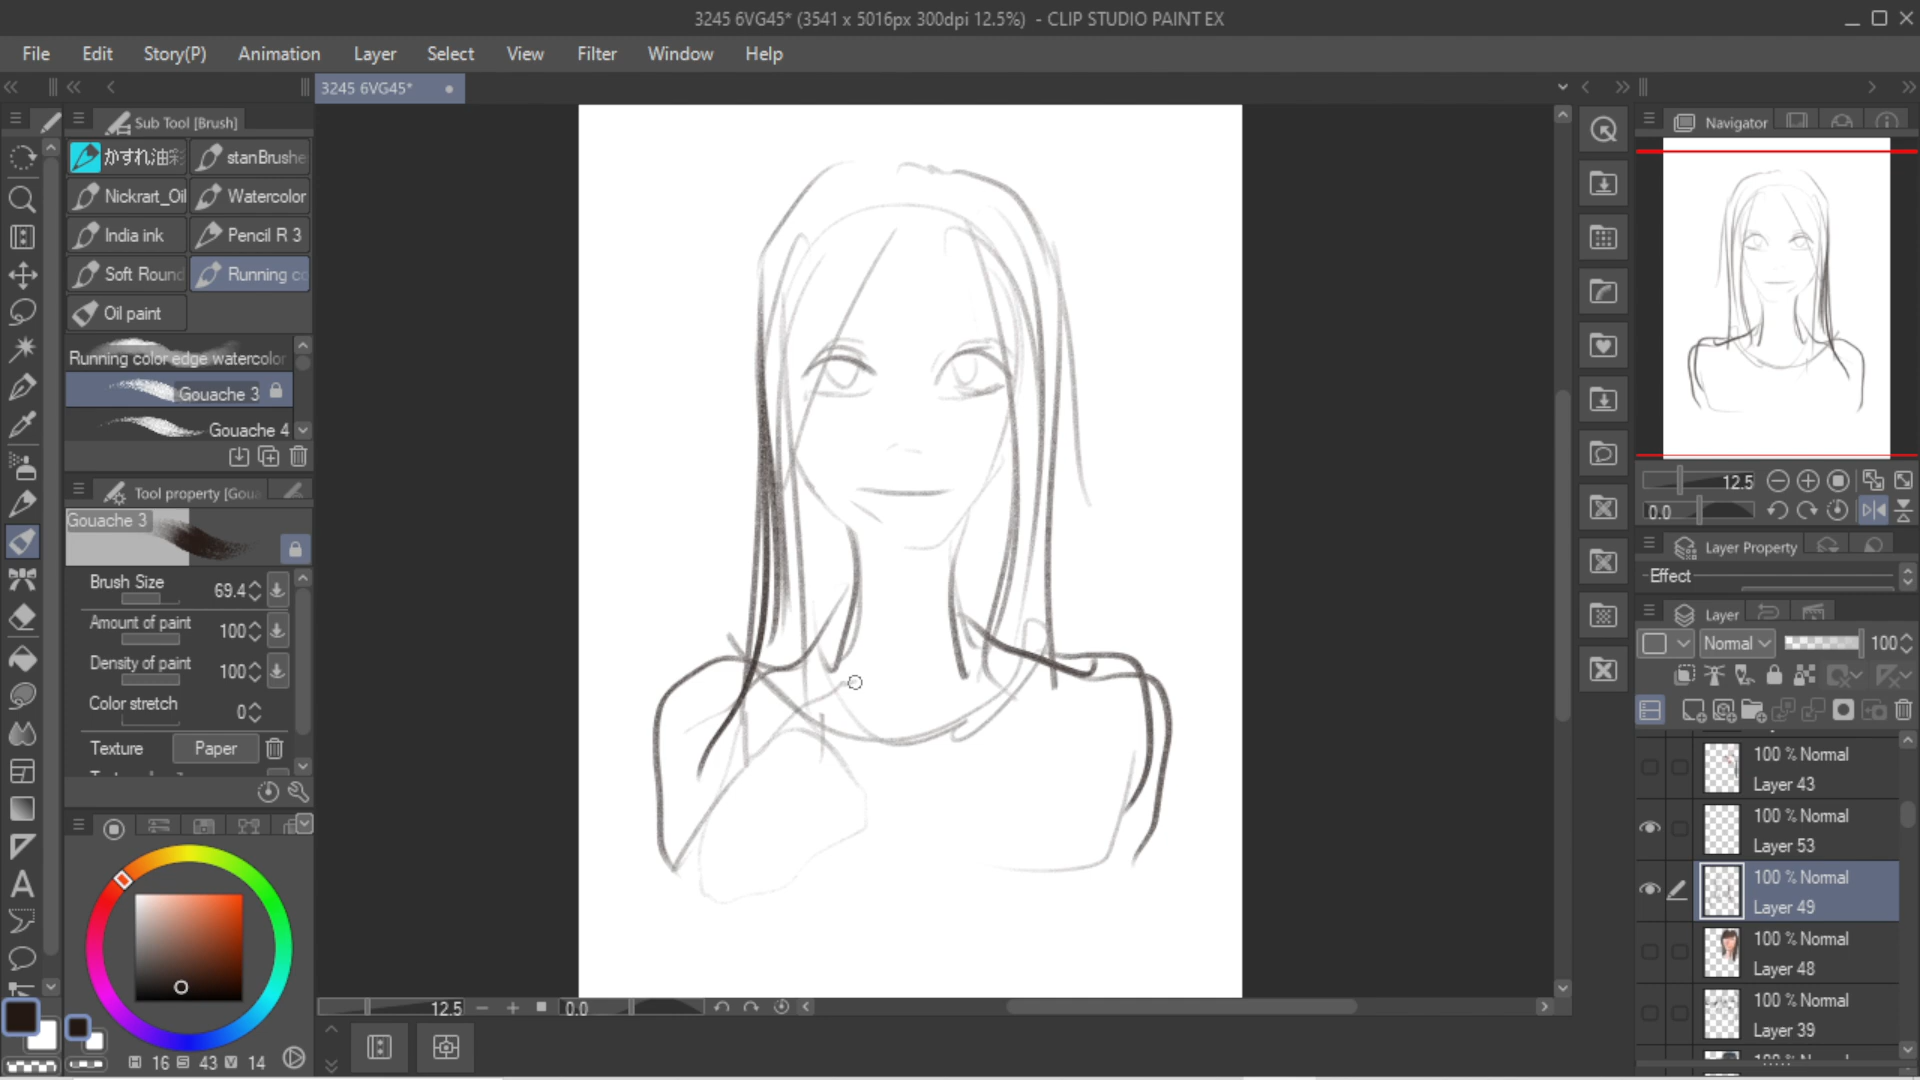 3245 6VG45* (3541 x 5016px 300dpi 12.5%) - CLIP STUDIO PAINT EX
File Edit Story(P) Animation Layer Select View Filter Window Help
3245 6VG45*
Sub Tool [Brush]
かすれ油彩 stanBrushe
Nickrart_Oil Watercolor
India ink Pencil R 3
Soft Round Running co
Oil paint
Running color edge watercolor
Gouache 3
Gouache 4
Tool property [Goua
Gouache 3
Brush Size 69.4
Amount of paint 100
Density of paint 100
Color stretch 0
Texture Paper
H 16 S 43 V 14
12.5 0.0
Navigator
12.5
0.0
Layer Property
Effect
Layer
Normal 100
100 % Normal
Layer 43
100 % Normal
Layer 53
100 % Normal
Layer 49
100 % Normal
Layer 48
100 % Normal
Layer 39